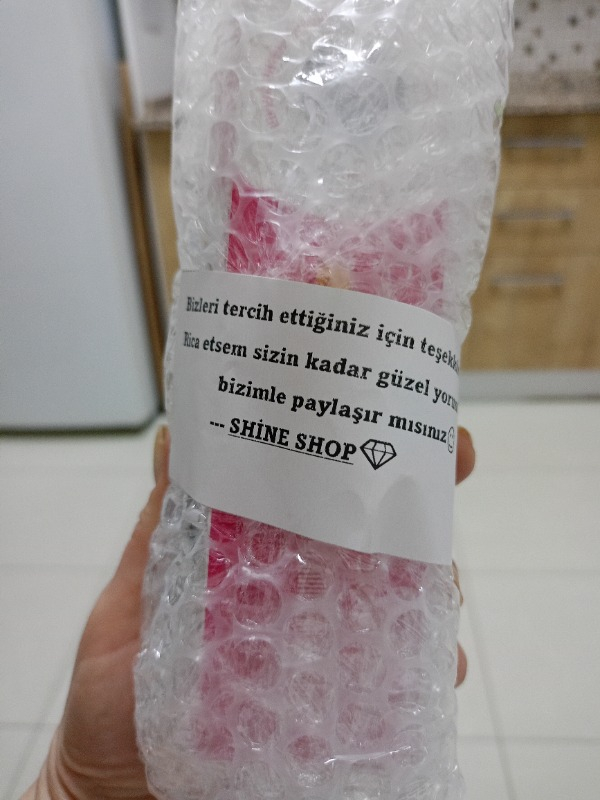 Bizleri tercih ettiğiniz için
Rica etsem sizin kadar güzel
bizimle paylaşır mısınız☺
--- SHİNE SHOP